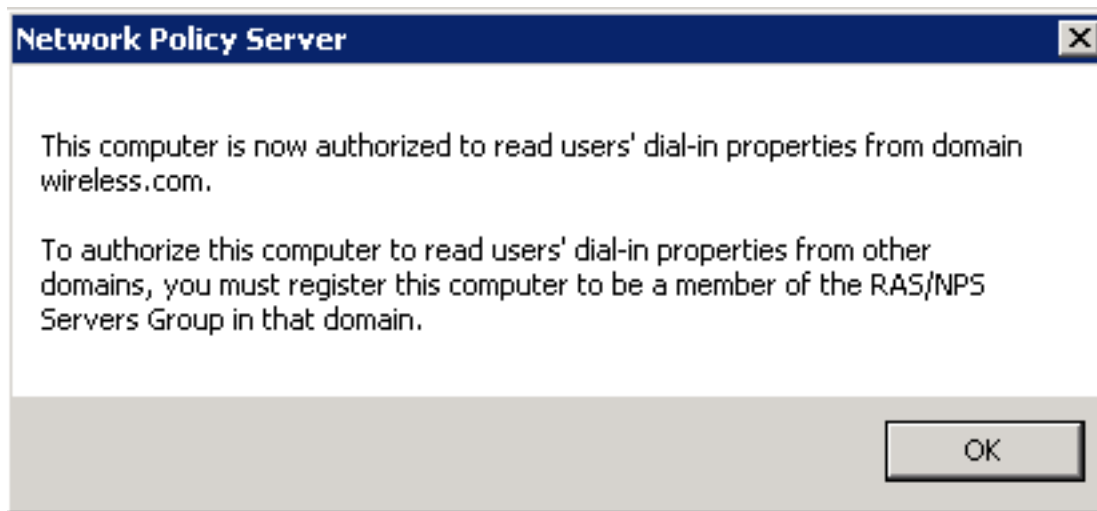 Network Policy Server
This computer is now authorized to read users' dial-in properties from domain
wireless.com.
To authorize this computer to read users' dial-in properties from other
domains, you must register this computer to be a member of the RAS/NPS
Servers Group in that domain.
OK